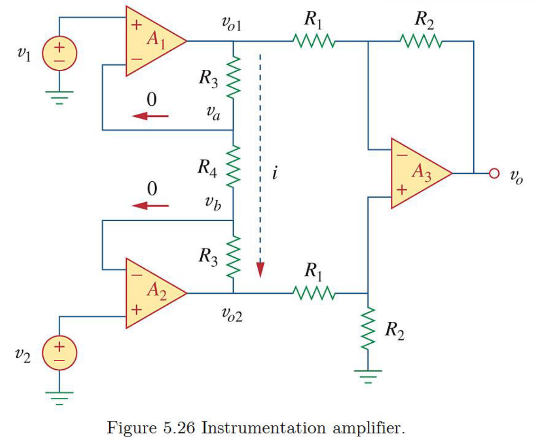 v₁
+
−
+
A₁
−
0
vₒ₁
R₁
R₂
R₃
vₐ
R₄
i
−
A₃
+
vₒ
0
v_b
R₃
R₁
−
A₂
+
vₒ₂
R₂
v₂
+
−
Figure 5.26 Instrumentation amplifier.